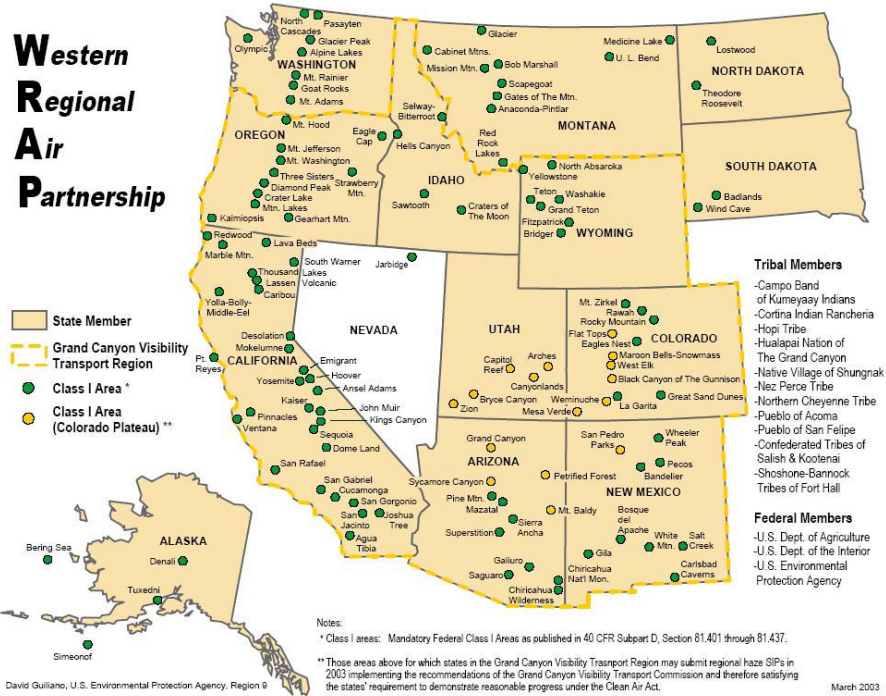 Western
Regional
Air
Partnership
State Member
Grand Canyon Visibility
Transport Region
Class I Area *
Class I Area
(Colorado Plateau) **
WASHINGTON
North
Cascades
Pasayten
Olympic
Glacier Peak
Alpine Lakes
Mt. Rainier
Goat Rocks
Mt. Adams
OREGON
Mt. Hood
Eagle
Cap
Hells Canyon
Mt. Jefferson
Mt. Washington
Three Sisters
Diamond Peak
Crater Lake
Mtn. Lakes
Strawberry
Mtn.
Kalmiopsis
Gearhart Mtn.
IDAHO
Selway-
Bitterroot
Sawtooth
Craters of
The Moon
MONTANA
Glacier
Cabinet Mtns.
Mission Mtn.
Bob Marshall
Scapegoat
Gates of The Mtn.
Anaconda-Pintlar
Medicine Lake
U. L. Bend
Red
Rock
Lakes
NORTH DAKOTA
Lostwood
Theodore
Roosevelt
SOUTH DAKOTA
Badlands
Wind Cave
WYOMING
North Absaroka
Yellowstone
Teton
Washakie
Grand Teton
Fitzpatrick
Bridger
CALIFORNIA
Redwood
Marble Mtn.
Lava Beds
South Warner
Thousand
Lakes
Lassen
Volcanic
Caribou
Yolla-Bolly-
Middle-Eel
Desolation
Mokelumne
Pt.
Reyes
Emigrant
Hoover
Yosemite
Ansel Adams
Kaiser
John Muir
Kings Canyon
Pinnacles
Ventana
Sequoia
Dome Land
San Rafael
San Gabriel
Cucamonga
San Gorgonio
San
Jacinto
Joshua
Tree
Agua
Tibia
NEVADA
Jarbidge
UTAH
Arches
Capitol
Reef
Canyonlands
Bryce Canyon
Zion
COLORADO
Mt. Zirkel
Rawah
Rocky Mountain
Flat Tops
Eagles Nest
Maroon Bells-Snowmass
West Elk
Black Canyon of The Gunnison
Weminuche
Great Sand Dunes
La Garita
Mesa Verde
ARIZONA
Grand Canyon
Sycamore Canyon
Petrified Forest
Pine Mtn.
Mazatal
Mt. Baldy
Sierra
Ancha
Superstition
Galiuro
Saguaro
Chiricahua
Nat'l Mon.
Chiricahua
Wilderness
NEW MEXICO
San Pedro
Parks
Wheeler
Peak
Pecos
Bandelier
Bosque
del
Apache
White
Mtn.
Salt
Creek
Gila
Carlsbad
Caverns
ALASKA
Bering Sea
Denali
Tuxedni
Simeonof
Tribal Members
-Campo Band
of Kumeyaay Indians
-Cortina Indian Rancheria
-Hopi Tribe
-Hualapai Nation of
The Grand Canyon
-Native Village of Shungnak
-Nez Perce Tribe
-Northern Cheyenne Tribe
-Pueblo of Acoma
-Pueblo of San Felipe
-Confederated Tribes of
Salish & Kootenai
-Shoshone-Bannock
Tribes of Fort Hall
Federal Members
-U.S. Dept. of Agriculture
-U.S. Dept. of the Interior
-U.S. Environmental
Protection Agency
Notes:
* Class I areas: Mandatory Federal Class I Areas as published in 40 CFR Subpart D, Section 81.401 through 81.437.
** Those areas above for which states in the Grand Canyon Visibility Trasnport Region may submit regional haze SIPs in
2003 implementing the recommendations of the Grand Canyon Visibility Transport Commission and therefore satisfying
the states' requirement to demonstrate reasonable progress under the Clean Air Act.
David Guiliano, U.S. Environmental Protection Agency, Region 9
March 2003